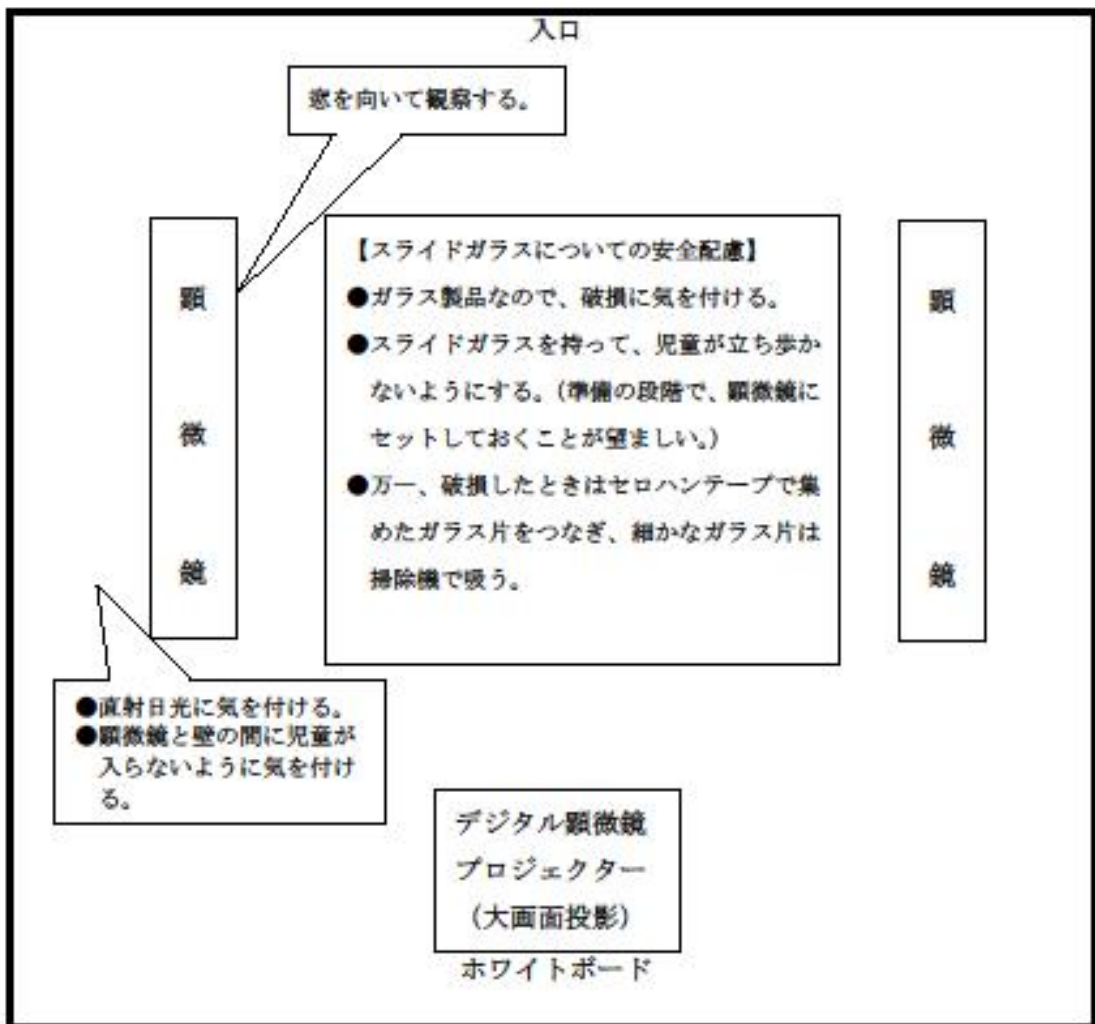 入口
窓を向いて観察する。
顕
微
鏡
【スライドガラスについての安全配慮】
●ガラス製品なので、破損に気を付ける。
●スライドガラスを持って、児童が立ち歩か
ないようにする。（準備の段階で、顕微鏡に
セットしておくことが望ましい。）
●万一、破損したときはセロハンテープで集
めたガラス片をつなぎ、細かなガラス片は
掃除機で吸う。
顕
微
鏡
●直射日光に気を付ける。
●顕微鏡と壁の間に児童が
入らないように気を付け
る。
デジタル顕微鏡
プロジェクター
（大画面投影）
ホワイトボード